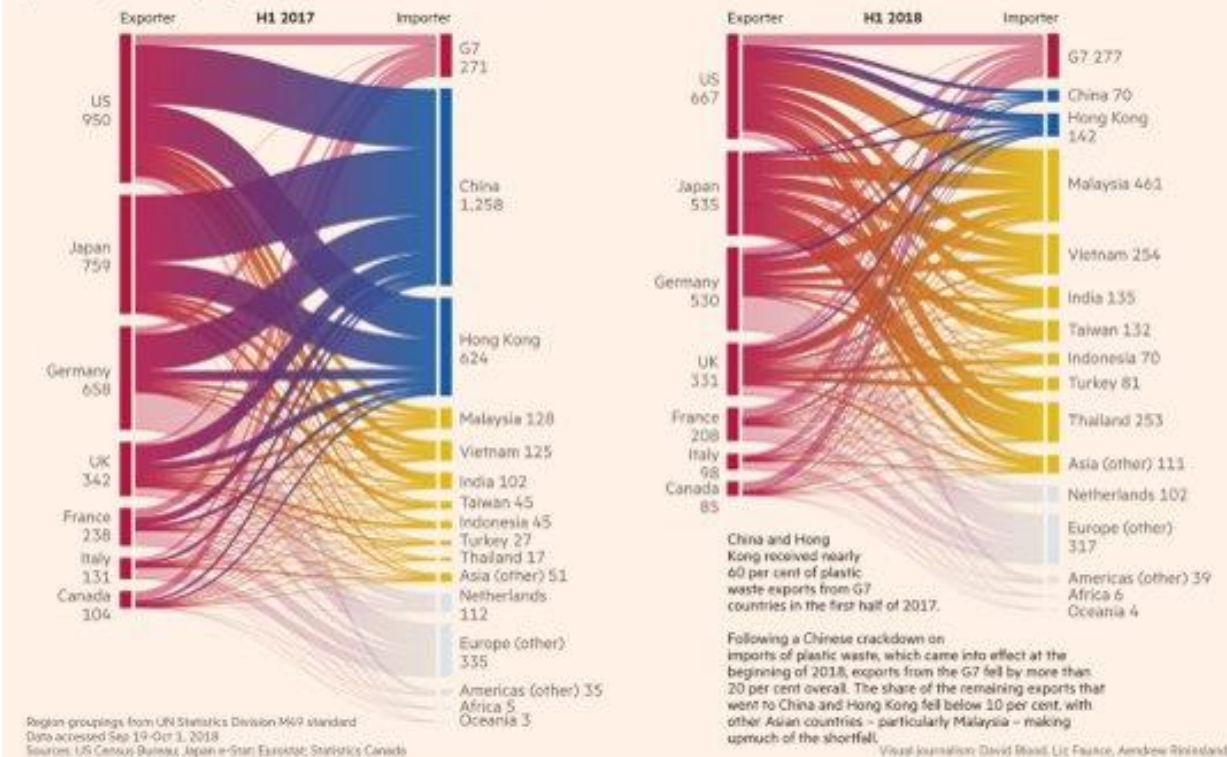 Exporter H1 2017 Importer
US
950
Japan
759
Germany
658
UK
342
France
238
Italy
131
Canada
104
G7
271
China
1,258
Hong Kong
624
Malaysia 128
Vietnam 125
India 102
Taiwan 45
Indonesia 45
Turkey 27
Thailand 17
Asia (other) 51
Netherlands
112
Europe (other)
335
Americas (other) 35
Africa 5
Oceania 3
Region groupings from UN Statistics Division M49 standard
Data accessed Sep 19-Oct 1, 2018
Sources: US Census Bureau; Japan e-Stat; Eurostat; Statistics Canada
Exporter H1 2018 Importer
US
667
Japan
535
Germany
530
UK
331
France
208
Italy
98
Canada
85
G7 277
China 70
Hong Kong
142
Malaysia 461
Vietnam 254
India 135
Taiwan 132
Indonesia 70
Turkey 81
Thailand 253
Asia (other) 111
Netherlands 102
Europe (other)
317
Americas (other) 39
Africa 6
Oceania 4
China and Hong
Kong received nearly
60 per cent of plastic
waste exports from G7
countries in the first half of 2017.
Following a Chinese crackdown on
imports of plastic waste, which came into effect at the
beginning of 2018, exports from the G7 fell by more than
20 per cent overall. The share of the remaining exports that
went to China and Hong Kong fell below 10 per cent, with
other Asian countries – particularly Malaysia – making
upmuch of the shortfall.
Visual journalism: David Blood, Liz Faunce, Aendrew Rininsland